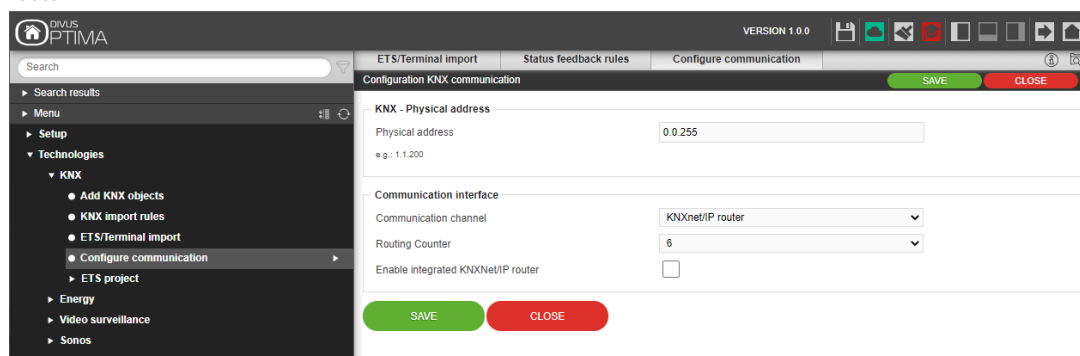 DIVUS
OPTIMA
VERSION 1.0.0
Search
Search results
Menu
Setup
Technologies
KNX
Add KNX objects
KNX import rules
ETS/Terminal import
Configure communication
ETS project
Energy
Video surveillance
Sonos
ETS/Terminal import Status feedback rules Configure communication
Configuration KNX communication SAVE CLOSE
KNX - Physical address
Physical address 0.0.255
e.g.: 1.1.200
Communication interface
Communication channel KNXnet/IP router
Routing Counter 6
Enable integrated KNXNet/IP router
SAVE CLOSE